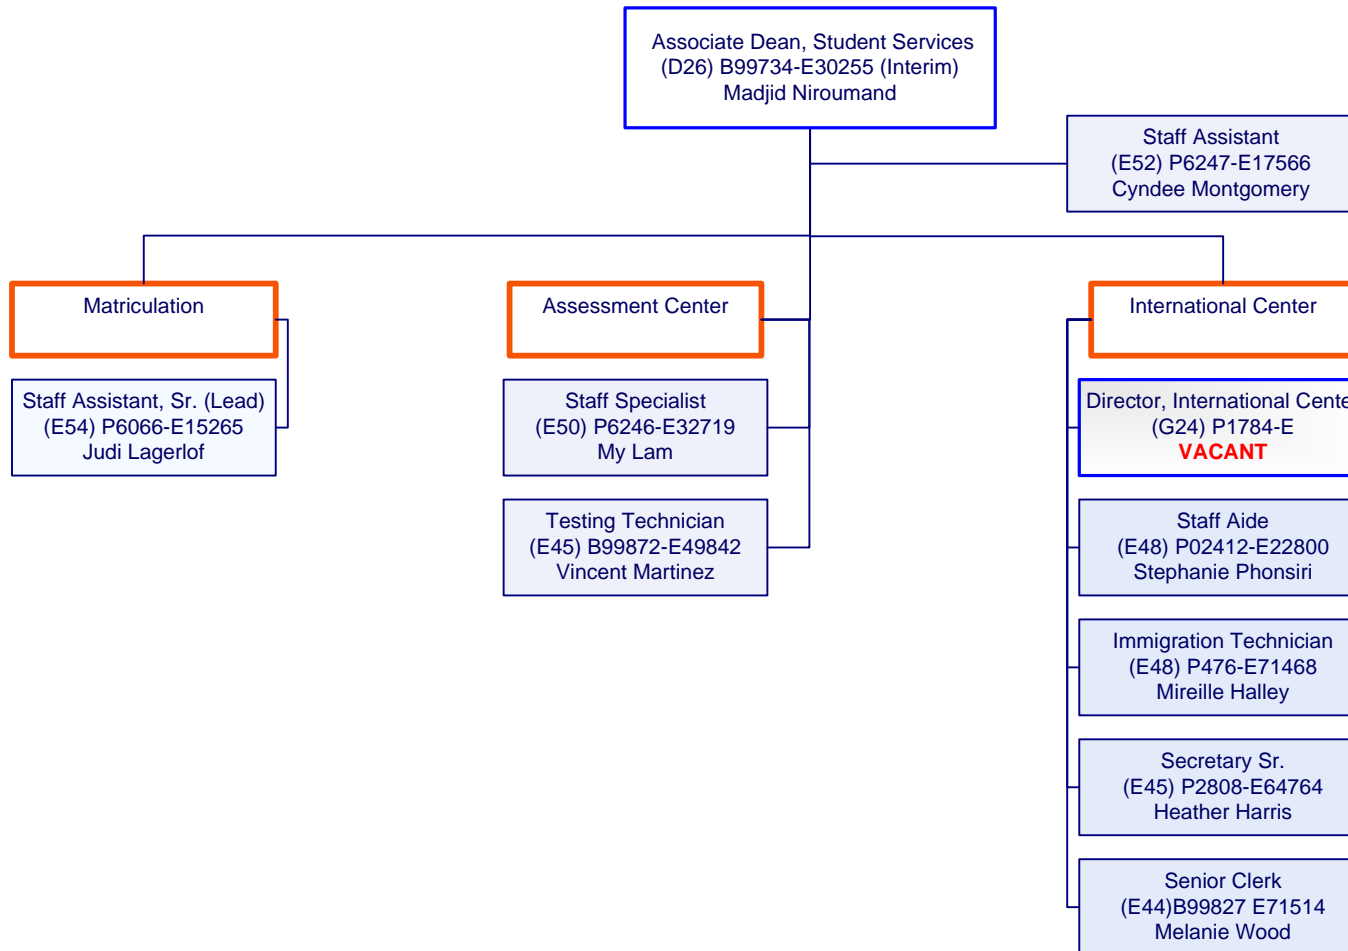 Associate Dean, Student Services
(D26) B99734-E30255 (Interim)
Madjid Niroumand
Staff Assistant
(E52) P6247-E17566
Cyndee Montgomery
Matriculation
Staff Assistant, Sr. (Lead)
(E54) P6066-E15265
Judi Lagerlof
Assessment Center
Staff Specialist
(E50) P6246-E32719
My Lam
Testing Technician
(E45) B99872-E49842
Vincent Martinez
International Center
Director, International Cente
(G24) P1784-E
VACANT
Staff Aide
(E48) P02412-E22800
Stephanie Phonsiri
Immigration Technician
(E48) P476-E71468
Mireille Halley
Secretary Sr.
(E45) P2808-E64764
Heather Harris
Senior Clerk
(E44)B99827 E71514
Melanie Wood